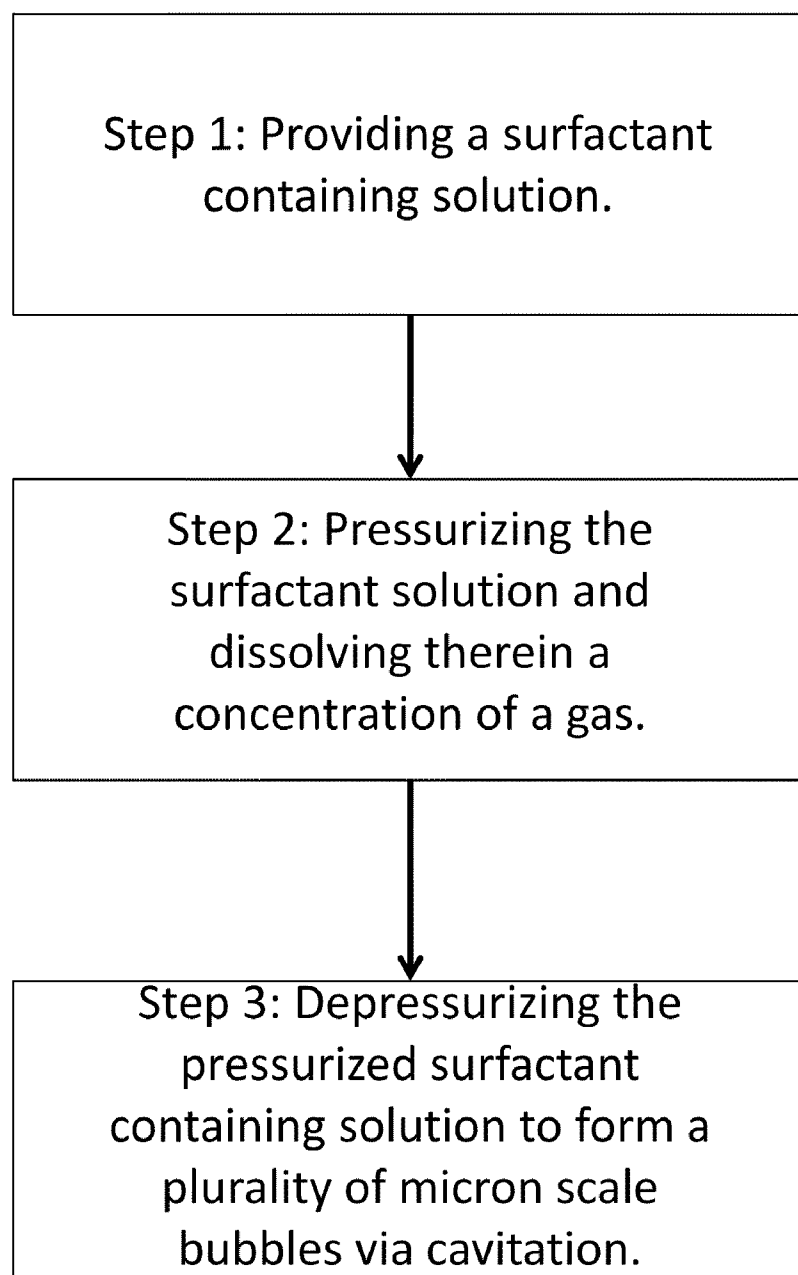 Step 1: Providing a surfactant
containing solution.
Step 2: Pressurizing the
surfactant solution and
dissolving therein a
concentration of a gas.
Step 3: Depressurizing the
pressurized surfactant
containing solution to form a
plurality of micron scale
bubbles via cavitation.